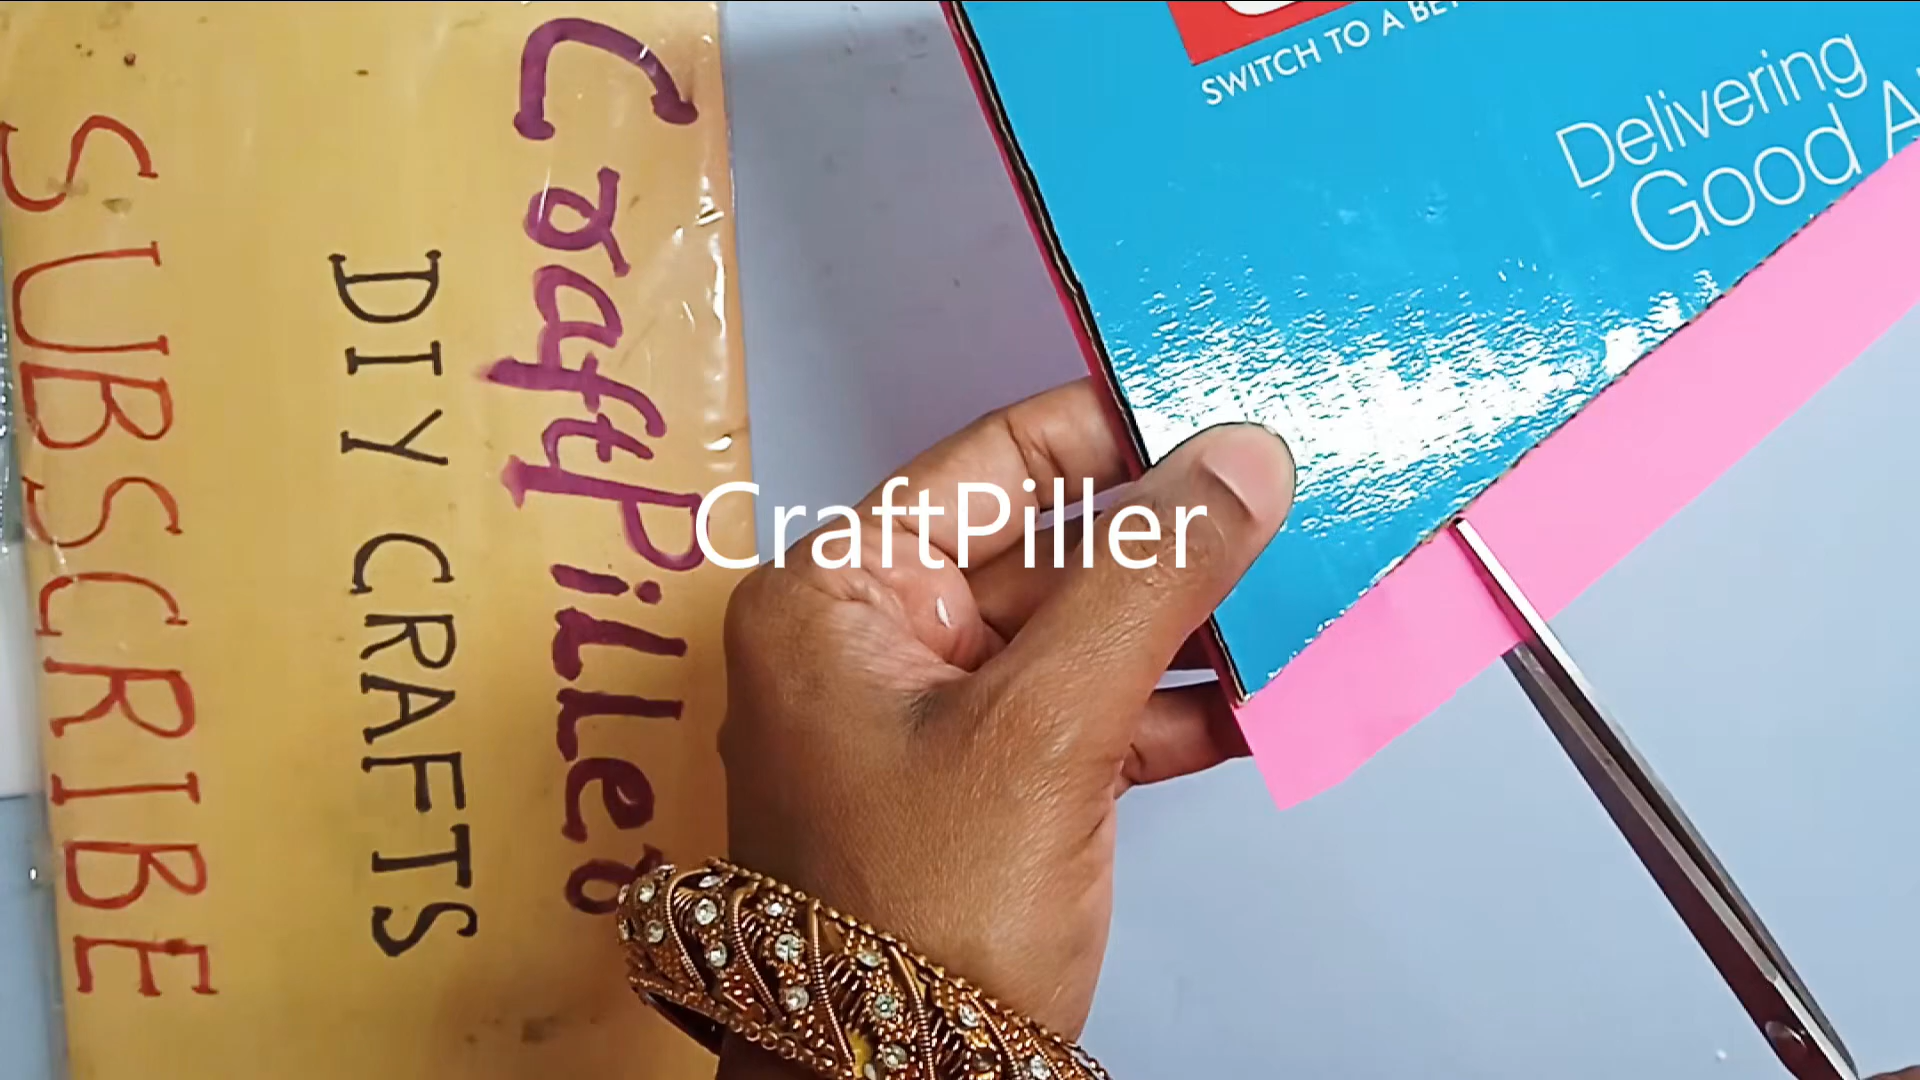 CraftPiller
DIY CRAFTS
SUBSCRIBE
SWITCH TO A
Delivering
Good
CraftPiller